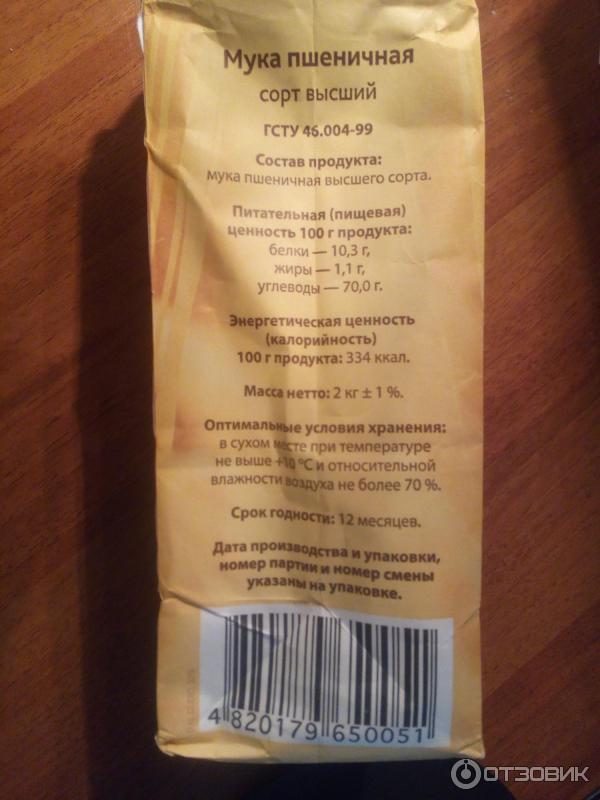 Мука пшеничная
сорт высший
ГСТУ 46.004-99
Состав продукта:
мука пшеничная высшего сорта.
Питательная (пищевая)
ценность 100 г продукта:
белки — 10,3 г,
жиры — 1,1 г,
углеводы — 70,0 г.
Энергетическая ценность
(калорийность)
100 г продукта: 334 ккал.
Масса нетто: 2 кг ± 1 %.
Оптимальные условия хранения:
в сухом месте при температуре
не выше +10 °С и относительной
влажности воздуха не более 70 %.
Срок годности: 12 месяцев.
Дата производства и упаковки,
номер партии и номер смены
указаны на упаковке.
4 820179 650051
ОТЗОВИК